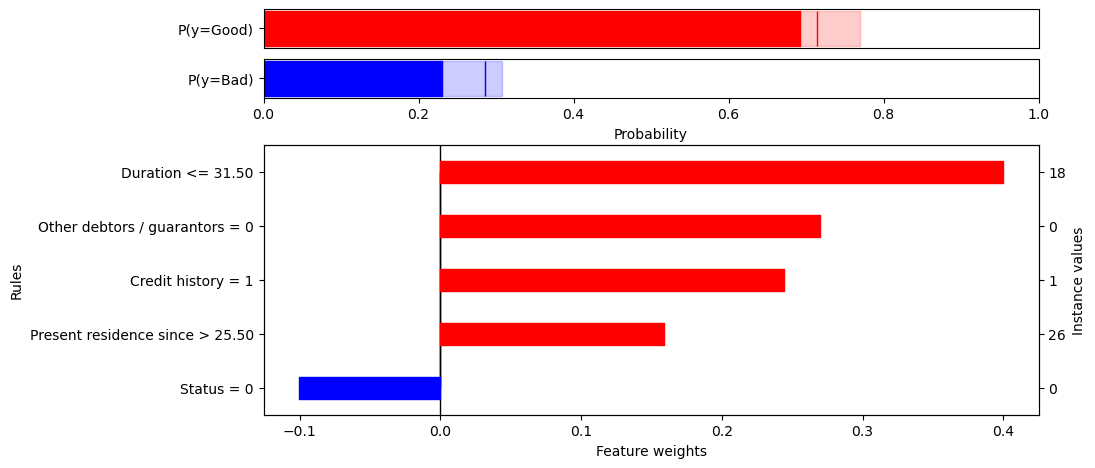 P(y=Good)
P(y=Bad)
0.0 0.2 0.4 0.6 0.8 1.0
Probability
Duration <= 31.50 18
Other debtors / guarantors = 0 0
Credit history = 1 1
Present residence since > 25.50 26
Status = 0 0
Rules
Instance values
−0.1 0.0 0.1 0.2 0.3 0.4
Feature weights